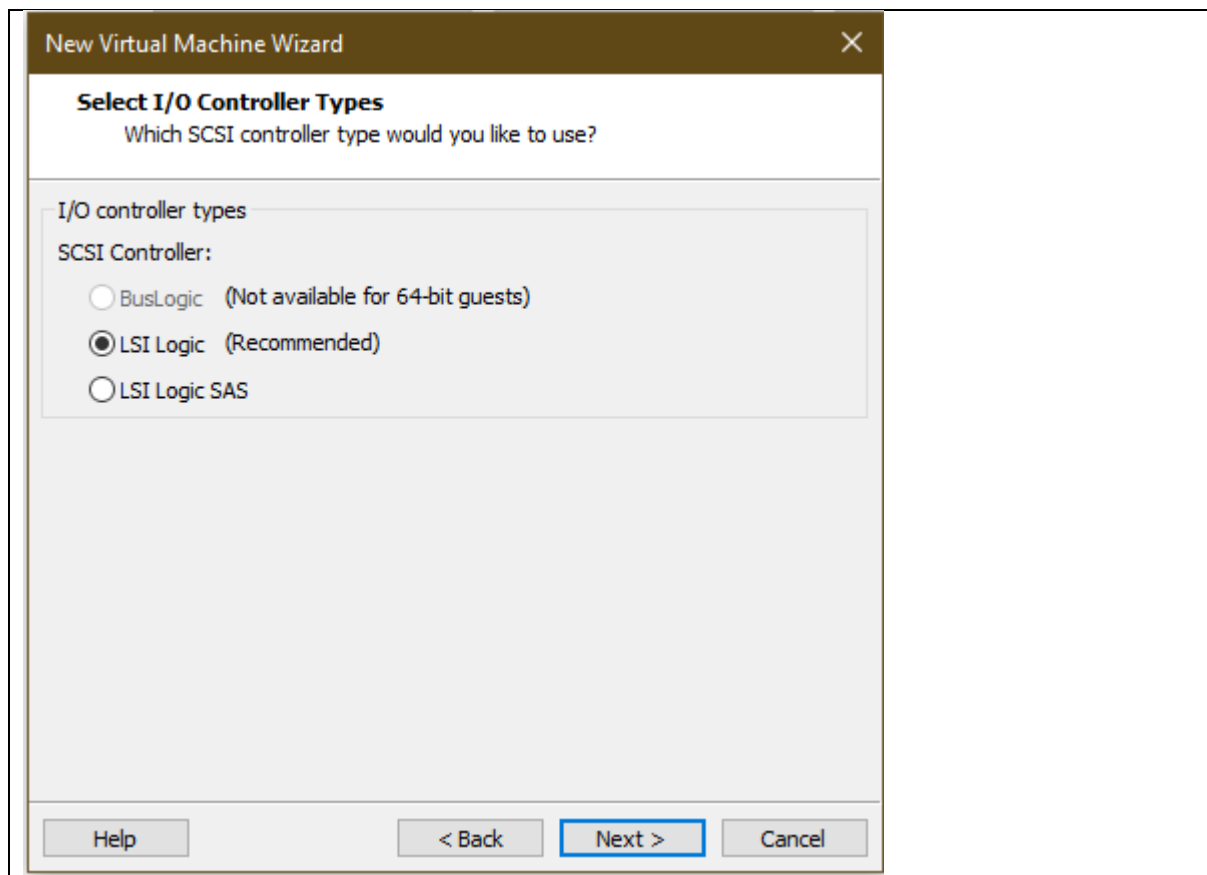 New Virtual Machine Wizard
Select I/O Controller Types
Which SCSI controller type would you like to use?
I/O controller types
SCSI Controller:
BusLogic (Not available for 64-bit guests)
LSI Logic (Recommended)
LSI Logic SAS
Help < Back Next > Cancel